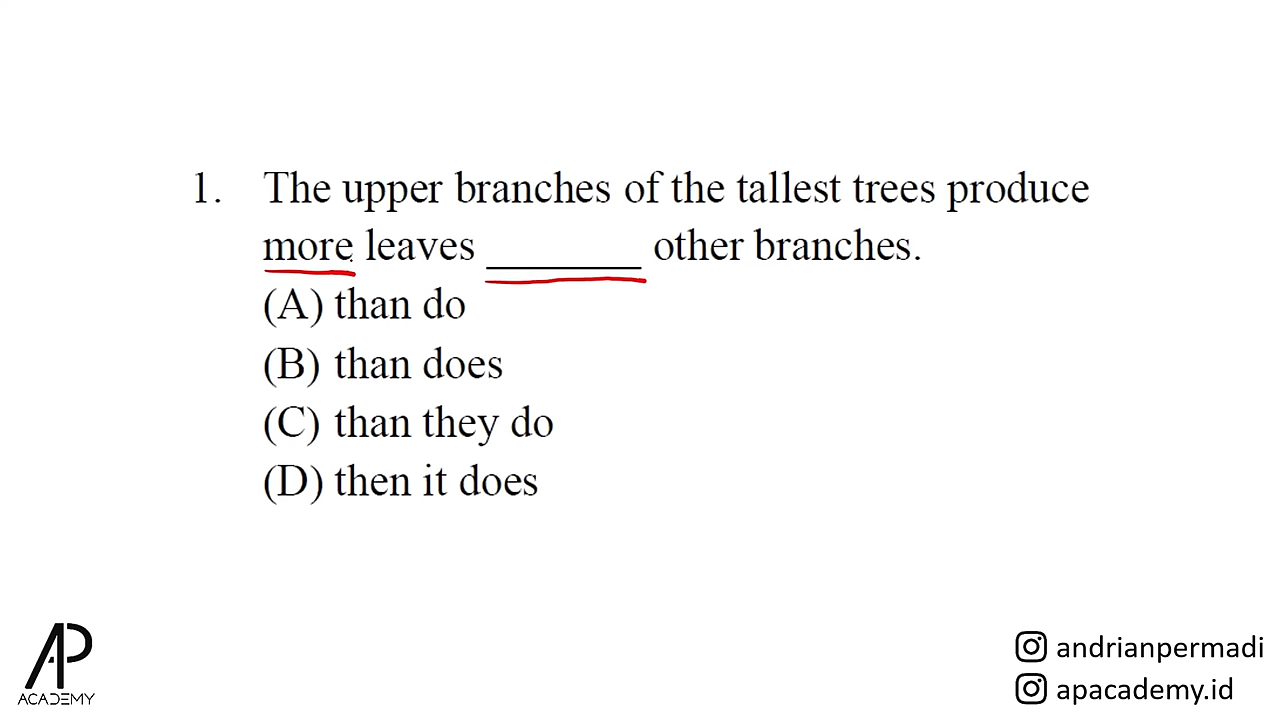 1. The upper branches of the tallest trees produce
more leaves ________ other branches.
(A) than do
(B) than does
(C) than they do
(D) then it does
AP
ACADEMY
andrianpermadi
apacademy.id